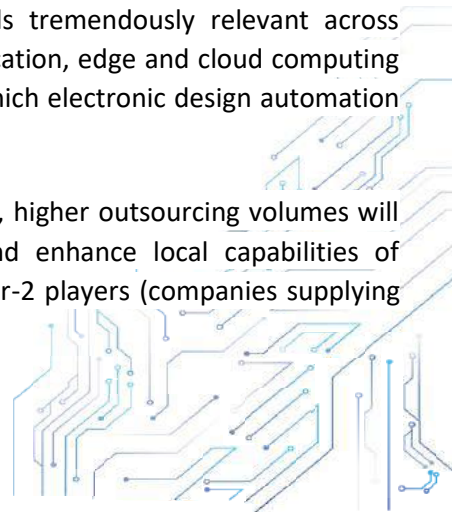 ls tremendously relevant across
cation, edge and cloud computing
hich electronic design automation
, higher outsourcing volumes will
nd enhance local capabilities of
r-2 players (companies supplying